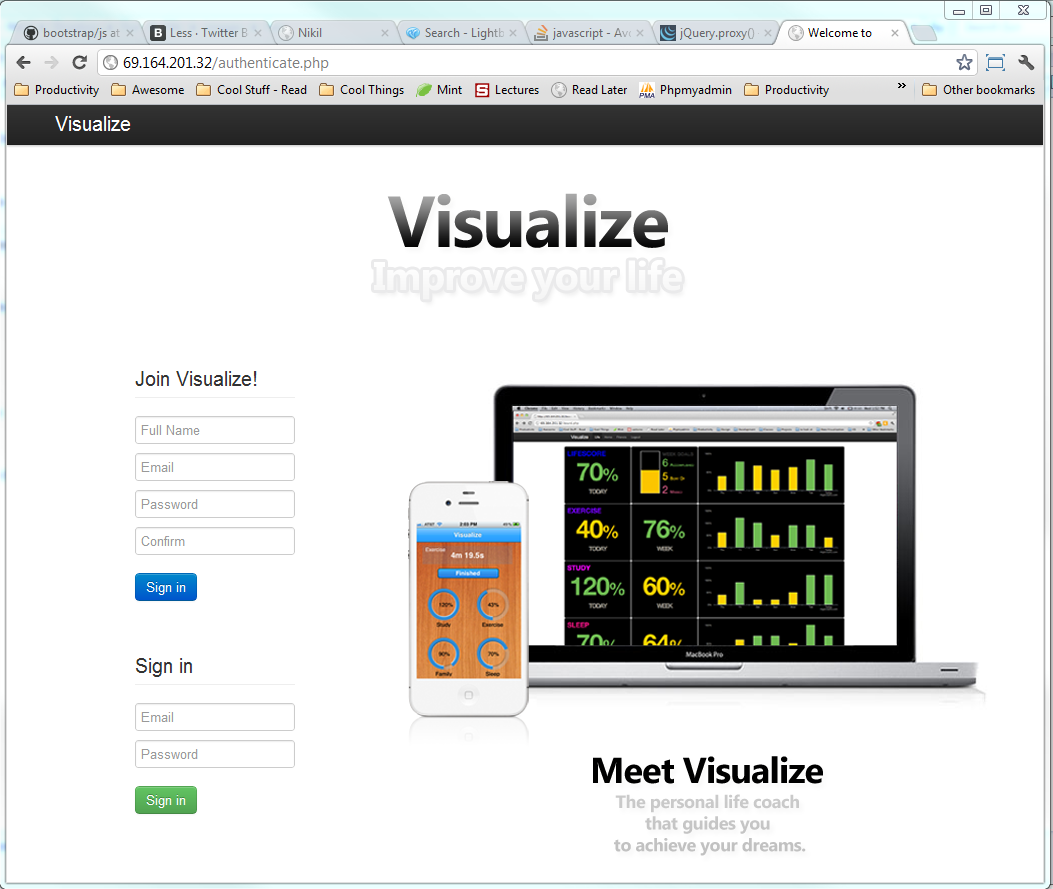 bootstrap/js at
Less · Twitter B
Nikil
Search - Lightb
javascript - Avo
jQuery.proxy()
Welcome to
69.164.201.32/authenticate.php
Productivity
Awesome
Cool Stuff - Read
Cool Things
Mint
Lectures
Read Later
Phpmyadmin
Productivity
Other bookmarks
Visualize
Visualize
Improve your life
Join Visualize!
Full Name
Email
Password
Confirm
Sign in
Sign in
Email
Password
Sign in
AT&T 2:03 PM
Visualize
Exercise
4m 19.5s
Finished
120% 43%
Study Exercise
90% 70%
Family Sleep
LIFESCORE
70%
TODAY
6
5
2
EXERCISE
40% 76%
TODAY WEEK
STUDY
120% 60%
TODAY WEEK
SLEEP
70% 64%
MacBook Pro
Meet Visualize
The personal life coach
that guides you
to achieve your dreams.